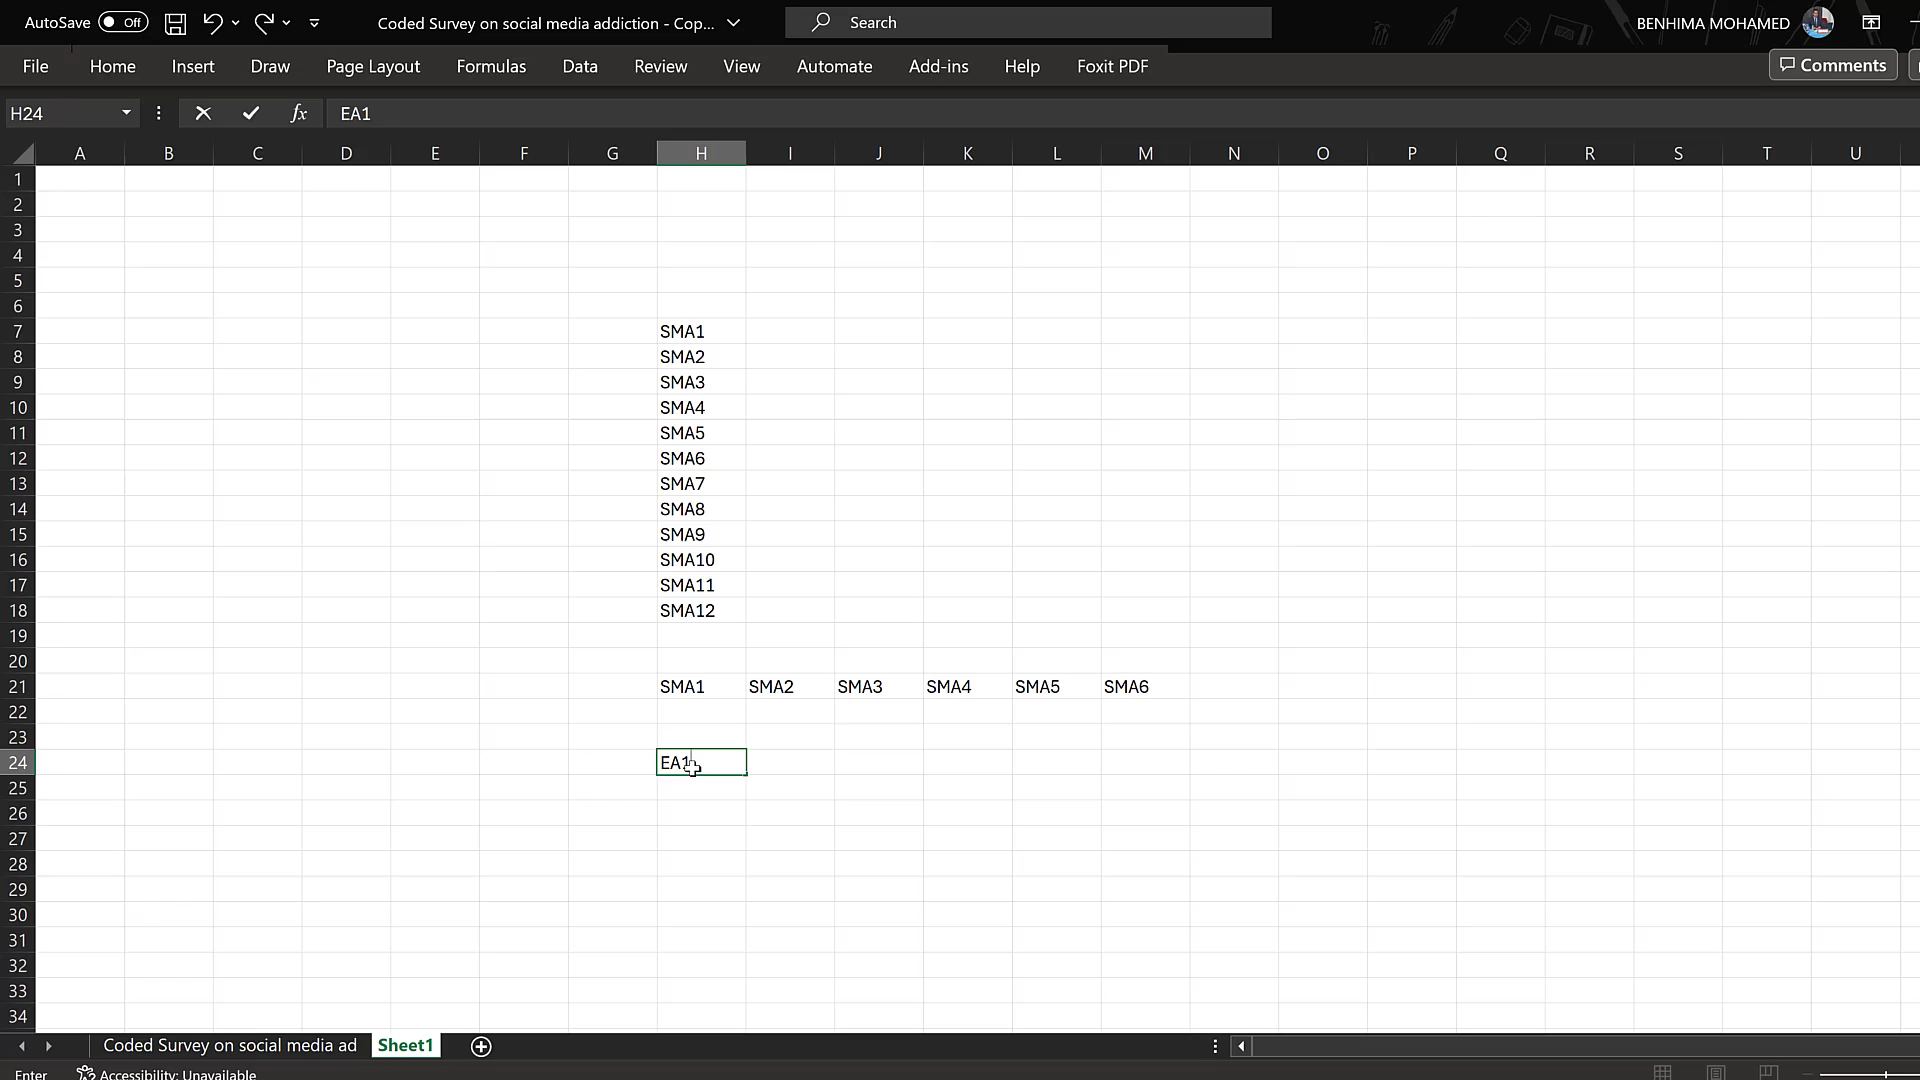 AutoSave Off Coded Survey on social media addiction - Cop... Search BENHIMA MOHAMED
File Home Insert Draw Page Layout Formulas Data Review View Automate Add-ins Help Foxit PDF Comments
H24 fx EA1
A B C D E F G H I J K L M N O P Q R S T U
1
2
3
4
5
6
7 SMA1
8 SMA2
9 SMA3
10 SMA4
11 SMA5
12 SMA6
13 SMA7
14 SMA8
15 SMA9
16 SMA10
17 SMA11
18 SMA12
19
20
21 SMA1 SMA2 SMA3 SMA4 SMA5 SMA6
22
23
24 EA1
25
26
27
28
29
30
31
32
33
34
Coded Survey on social media ad Sheet1
Enter Accessibility: Unavailable